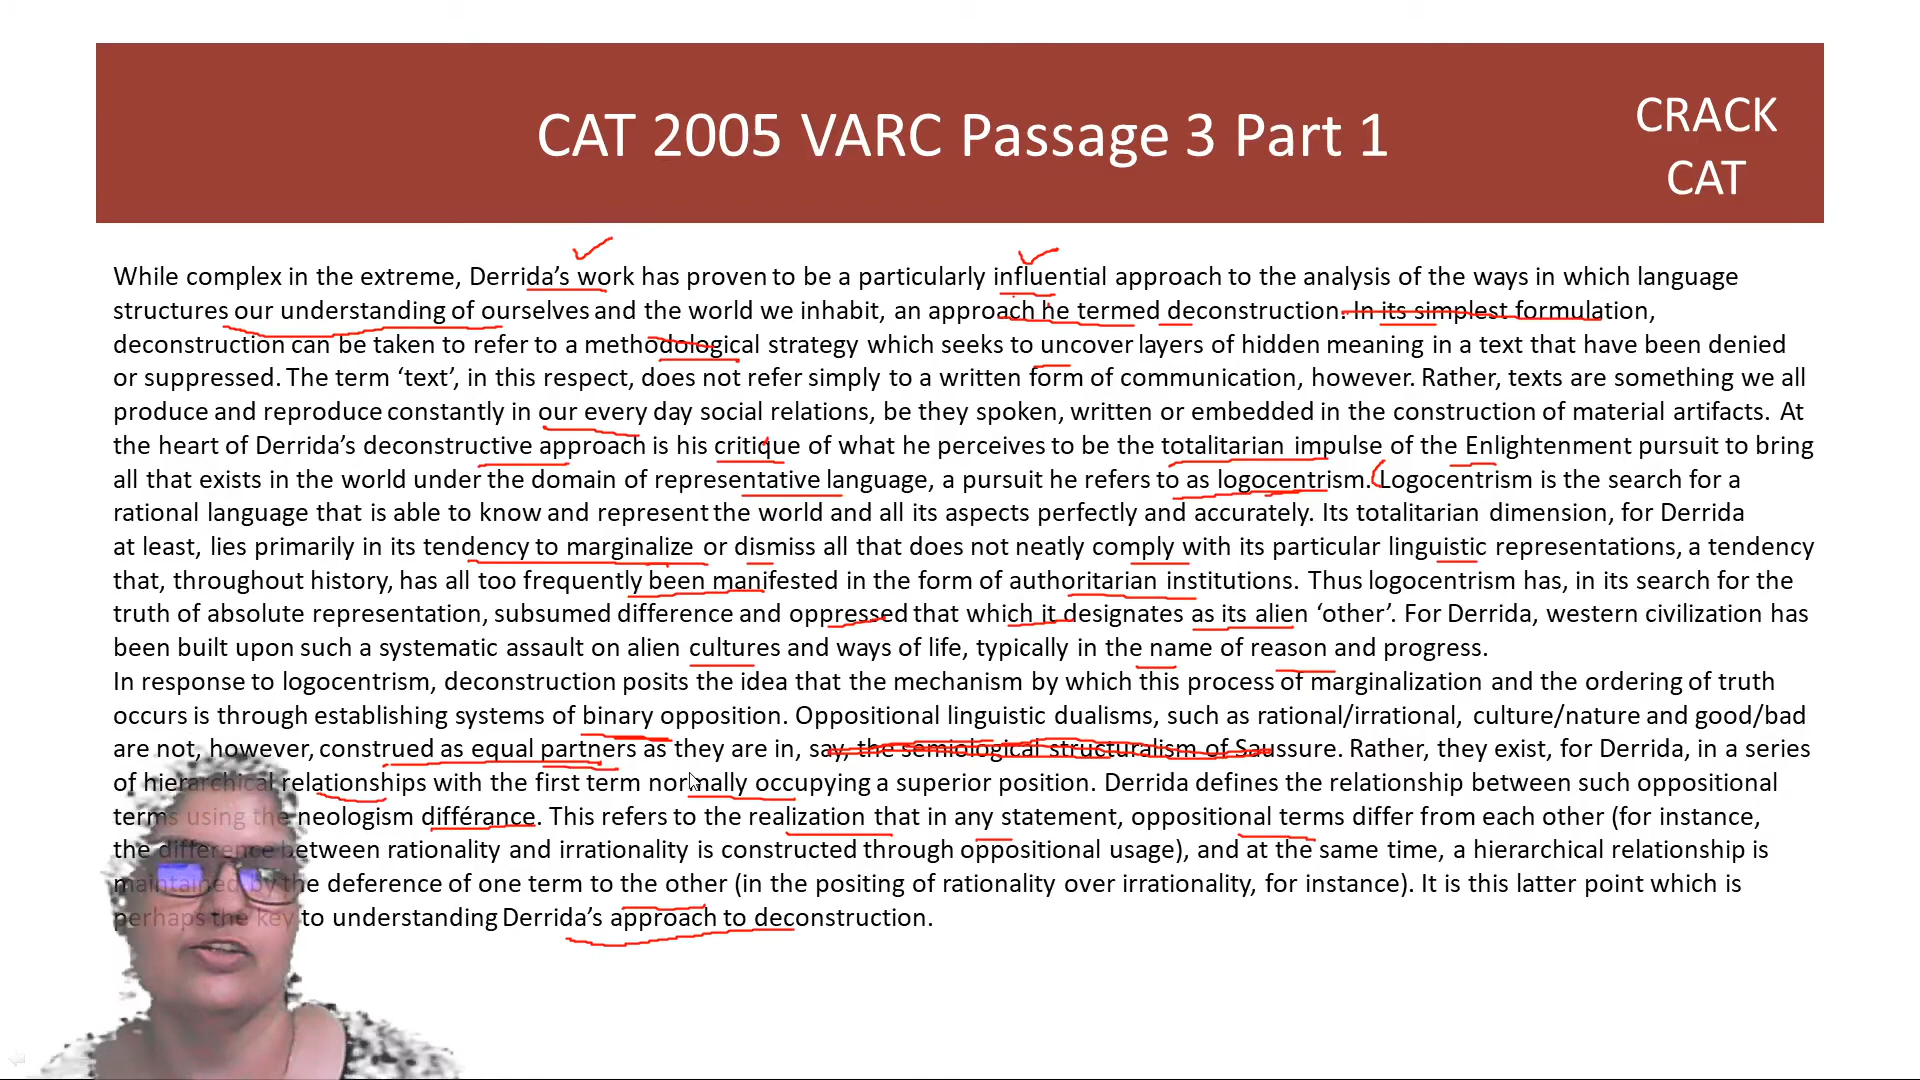 CAT 2005 VARC Passage 3 Part 1
CRACK
CAT
While complex in the extreme, Derrida's work has proven to be a particularly influential approach to the analysis of the ways in which language
structures our understanding of ourselves and the world we inhabit, an approach he termed deconstruction. In its simplest formulation,
deconstruction can be taken to refer to a methodological strategy which seeks to uncover layers of hidden meaning in a text that have been denied
or suppressed. The term ‘text’, in this respect, does not refer simply to a written form of communication, however. Rather, texts are something we all
produce and reproduce constantly in our every day social relations, be they spoken, written or embedded in the construction of material artifacts. At
the heart of Derrida's deconstructive approach is his critique of what he perceives to be the totalitarian impulse of the Enlightenment pursuit to bring
all that exists in the world under the domain of representative language, a pursuit he refers to as logocentrism. Logocentrism is the search for a
rational language that is able to know and represent the world and all its aspects perfectly and accurately. Its totalitarian dimension, for Derrida
at least, lies primarily in its tendency to marginalize or dismiss all that does not neatly comply with its particular linguistic representations, a tendency
that, throughout history, has all too frequently been manifested in the form of authoritarian institutions. Thus logocentrism has, in its search for the
truth of absolute representation, subsumed difference and oppressed that which it designates as its alien ‘other’. For Derrida, western civilization has
been built upon such a systematic assault on alien cultures and ways of life, typically in the name of reason and progress.
In response to logocentrism, deconstruction posits the idea that the mechanism by which this process of marginalization and the ordering of truth
occurs is through establishing systems of binary opposition. Oppositional linguistic dualisms, such as rational/irrational, culture/nature and good/bad
are not, however, construed as equal partners as they are in, say, the semiological structuralism of Saussure. Rather, they exist, for Derrida, in a series
of hierarchical relationships with the first term normally occupying a superior position. Derrida defines the relationship between such oppositional
terms using the neologism différance. This refers to the realization that in any statement, oppositional terms differ from each other (for instance,
the difference between rationality and irrationality is constructed through oppositional usage), and at the same time, a hierarchical relationship is
maintained by the deference of one term to the other (in the positing of rationality over irrationality, for instance). It is this latter point which is
perhaps the key to understanding Derrida's approach to deconstruction.